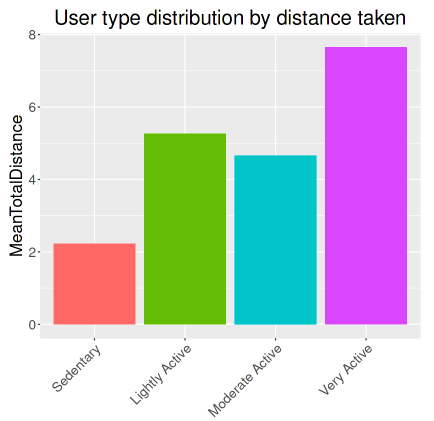 User type distribution by distance taken
MeanTotalDistance
8
6
4
2
0
Sedentary
Lightly Active
Moderate Active
Very Active